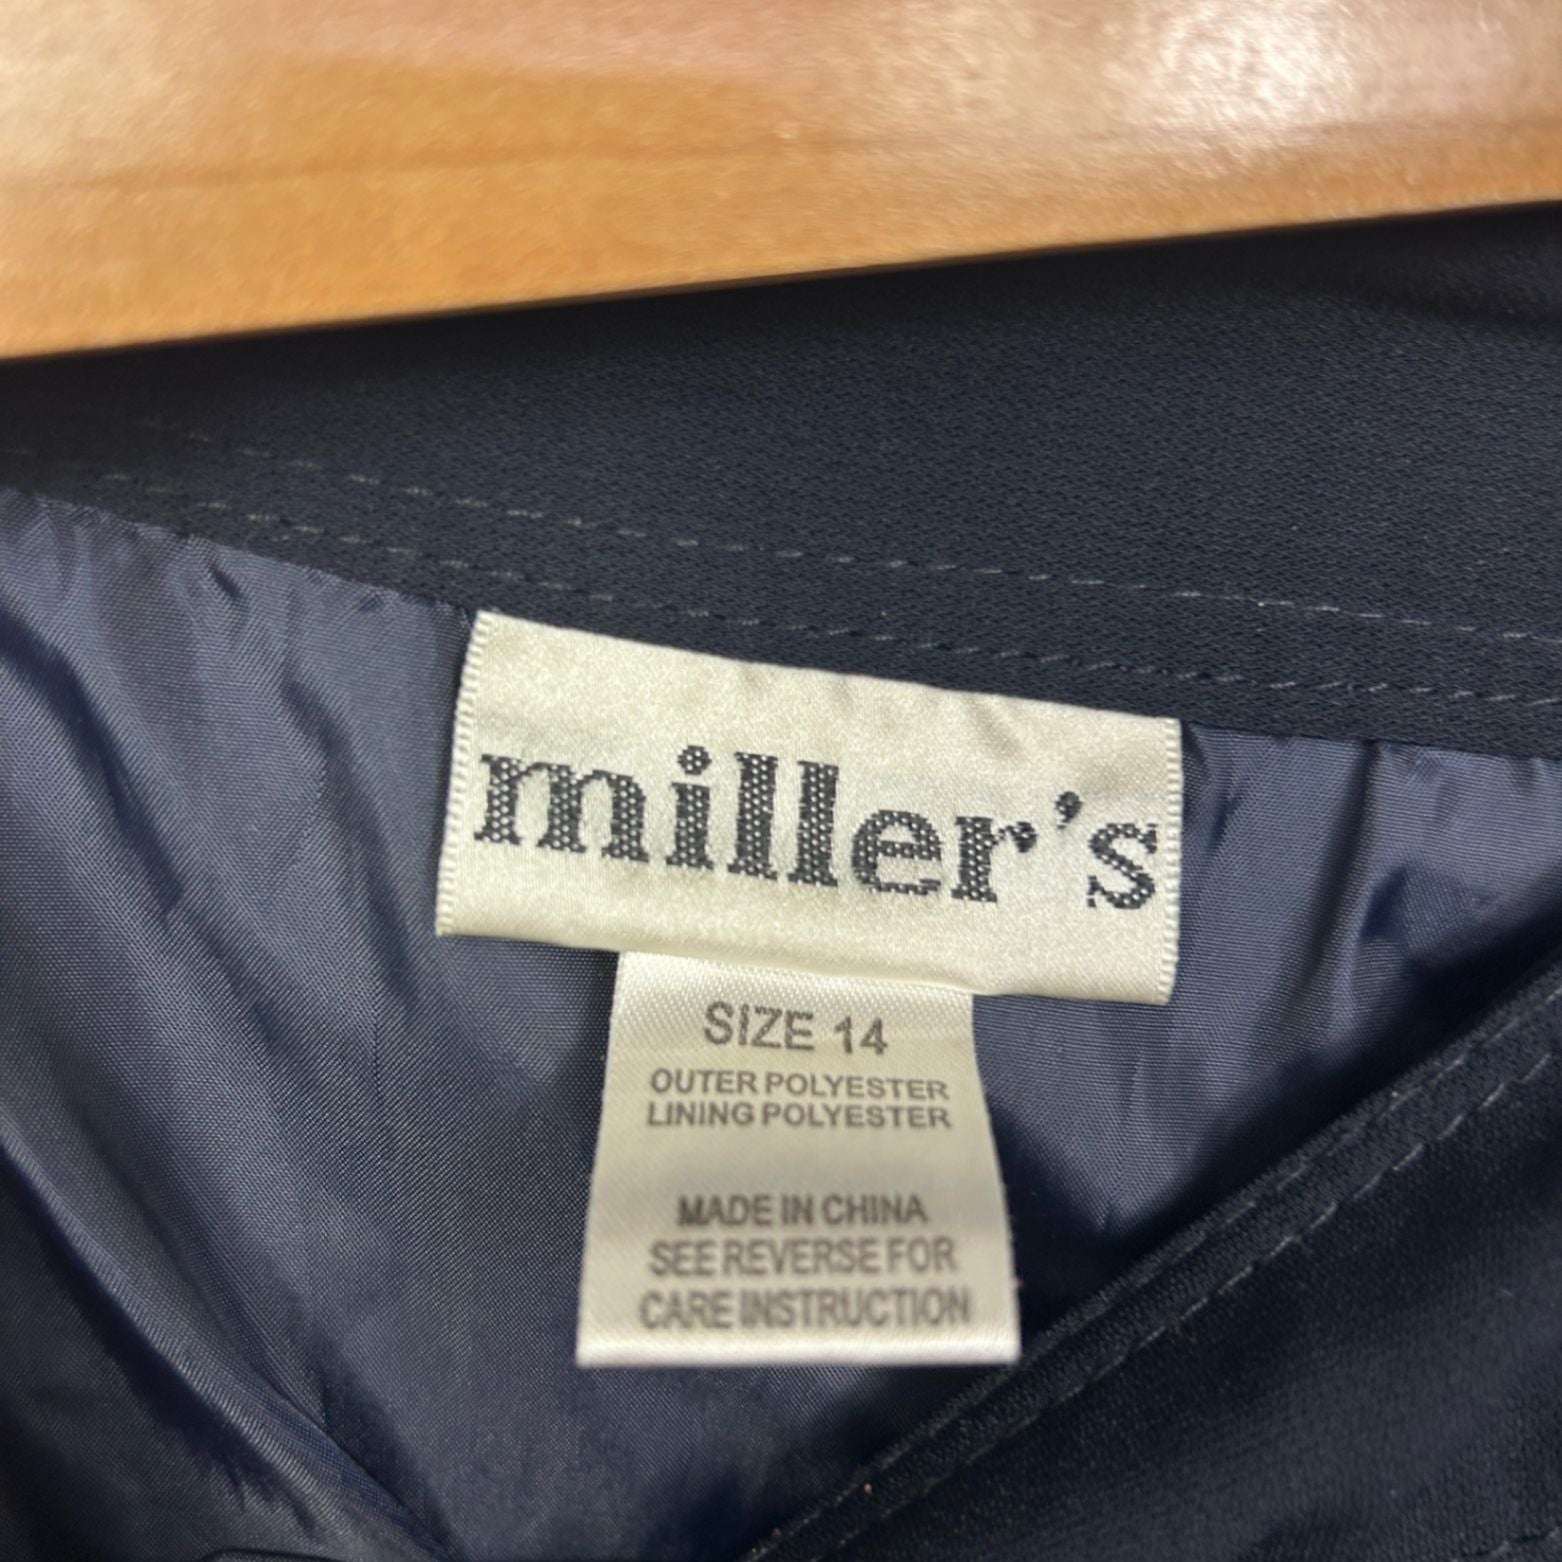 miller's
SIZE 14
OUTER POLYESTER
LINING POLYESTER
MADE IN CHINA
SEE REVERSE FOR
CARE INSTRUCTION